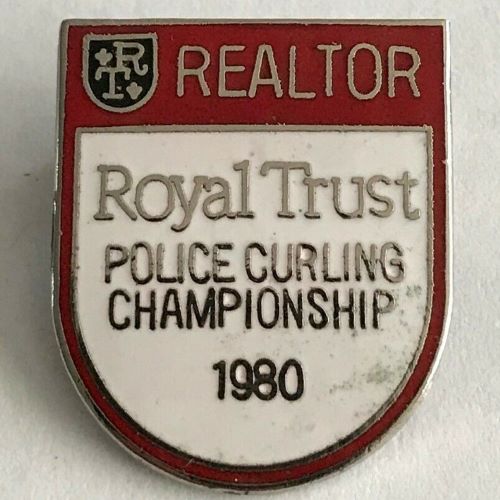 RT REALTOR
Royal Trust
POLICE CURLING
CHAMPIONSHIP
1980